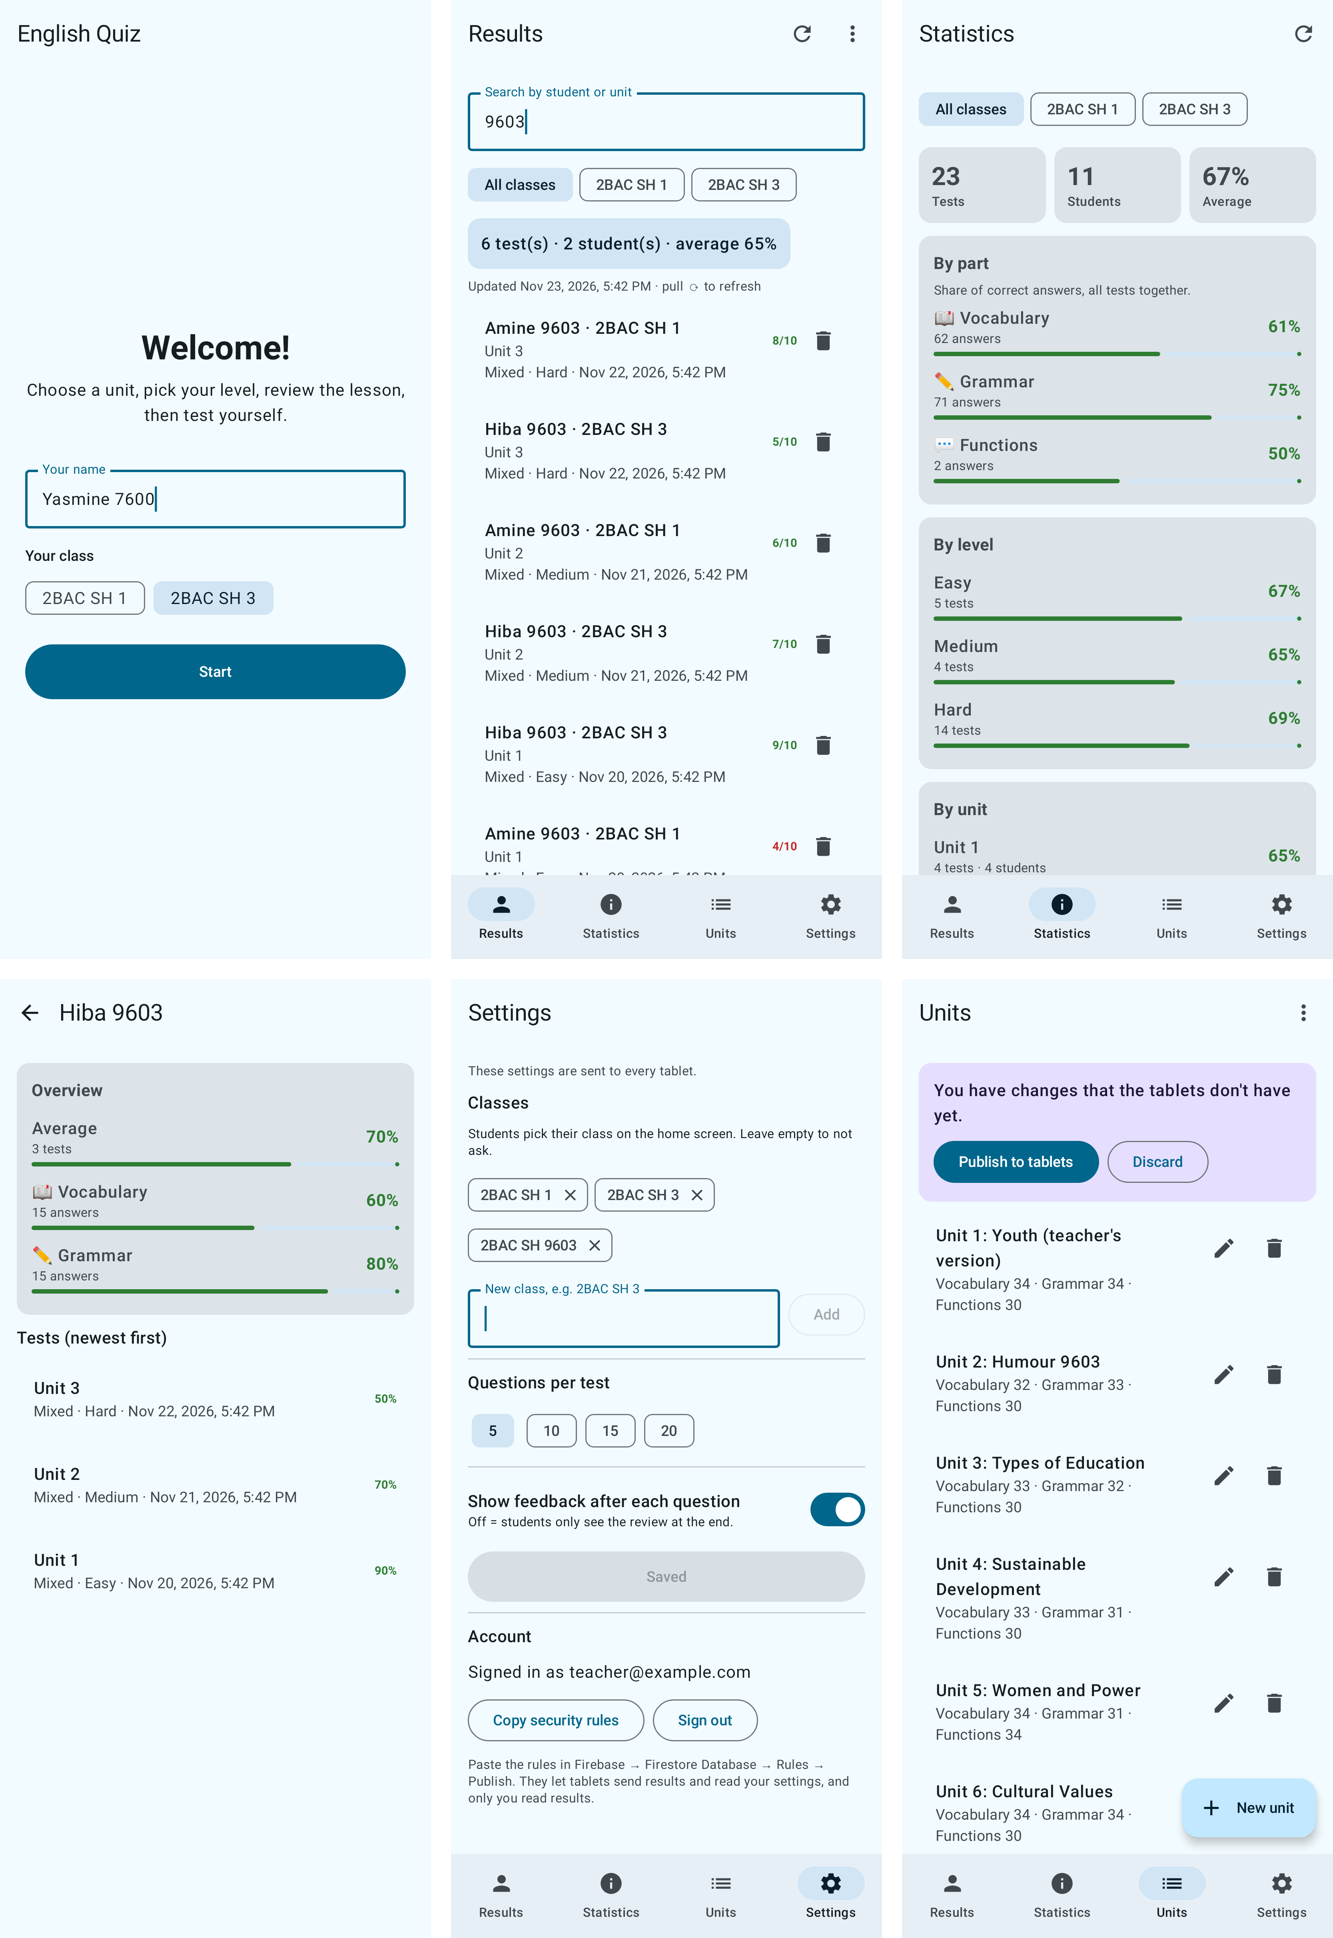 English Quiz
Welcome!
Choose a unit, pick your level, review the lesson,
then test yourself.
Your name
Yasmine 7600
Your class
2BAC SH 1
2BAC SH 3
Start
Results
Search by student or unit
9603
All classes
2BAC SH 1
2BAC SH 3
6 test(s) · 2 student(s) · average 65%
Updated Nov 23, 2026, 5:42 PM · pull ⟳ to refresh
Amine 9603 · 2BAC SH 1
Unit 3
8/10
Mixed · Hard · Nov 22, 2026, 5:42 PM
Hiba 9603 · 2BAC SH 3
Unit 3
5/10
Mixed · Hard · Nov 22, 2026, 5:42 PM
Amine 9603 · 2BAC SH 1
Unit 2
6/10
Mixed · Medium · Nov 21, 2026, 5:42 PM
Hiba 9603 · 2BAC SH 3
Unit 2
7/10
Mixed · Medium · Nov 21, 2026, 5:42 PM
Hiba 9603 · 2BAC SH 3
Unit 1
9/10
Mixed · Easy · Nov 20, 2026, 5:42 PM
Amine 9603 · 2BAC SH 1
Unit 1
4/10
Results
Statistics
Units
Settings
Statistics
All classes
2BAC SH 1
2BAC SH 3
23
Tests
11
Students
67%
Average
By part
Share of correct answers, all tests together.
📖 Vocabulary
62 answers
61%
✏️ Grammar
71 answers
75%
💬 Functions
2 answers
50%
By level
Easy
5 tests
67%
Medium
4 tests
65%
Hard
14 tests
69%
By unit
Unit 1
4 tests · 4 students
65%
Results
Statistics
Units
Settings
Hiba 9603
Overview
Average
3 tests
70%
📖 Vocabulary
15 answers
60%
✏️ Grammar
15 answers
80%
Tests (newest first)
Unit 3
Mixed · Hard · Nov 22, 2026, 5:42 PM
50%
Unit 2
Mixed · Medium · Nov 21, 2026, 5:42 PM
70%
Unit 1
Mixed · Easy · Nov 20, 2026, 5:42 PM
90%
Settings
These settings are sent to every tablet.
Classes
Students pick their class on the home screen. Leave empty to not
ask.
2BAC SH 1 ×
2BAC SH 3 ×
2BAC SH 9603 ×
New class, e.g. 2BAC SH 3
Add
Questions per test
5
10
15
20
Show feedback after each question
Off = students only see the review at the end.
Saved
Account
Signed in as teacher@example.com
Copy security rules
Sign out
Paste the rules in Firebase → Firestore Database → Rules →
Publish. They let tablets send results and read your settings, and
only you read results.
Results
Statistics
Units
Settings
Units
You have changes that the tablets don't have
yet.
Publish to tablets
Discard
Unit 1: Youth (teacher's
version)
Vocabulary 34 · Grammar 34 ·
Functions 30
Unit 2: Humour 9603
Vocabulary 32 · Grammar 33 ·
Functions 30
Unit 3: Types of Education
Vocabulary 33 · Grammar 32 ·
Functions 30
Unit 4: Sustainable
Development
Vocabulary 33 · Grammar 31 ·
Functions 30
Unit 5: Women and Power
Vocabulary 34 · Grammar 31 ·
Functions 34
Unit 6: Cultural Values
Vocabulary 34 · Grammar 34 ·
Functions 30
+ New unit
Results
Statistics
Units
Settings